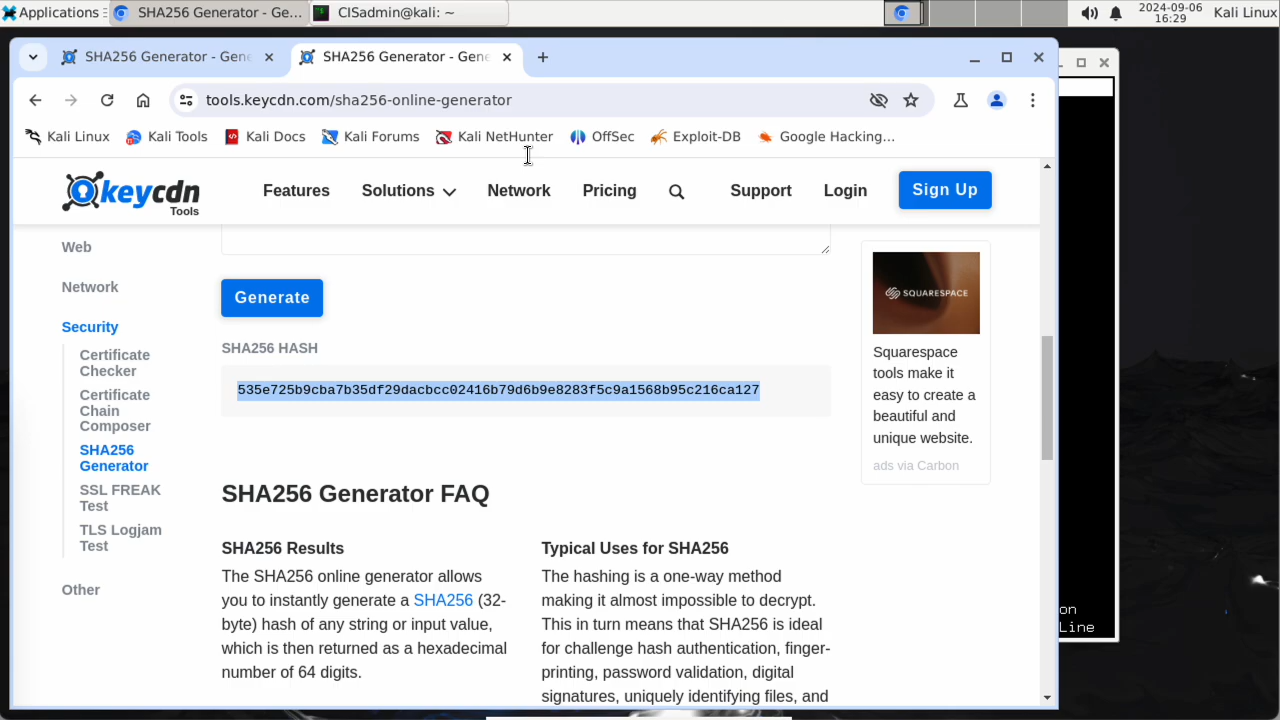 Applications
SHA256 Generator - Ge...
CISadmin@kali: ~
2024-09-06
16:29
Kali Linux
SHA256 Generator - Gene
SHA256 Generator - Gene
tools.keycdn.com/sha256-online-generator
Kali Linux
Kali Tools
Kali Docs
Kali Forums
Kali NetHunter
OffSec
Exploit-DB
Google Hacking...
keycdn
Tools
Features
Solutions
Network
Pricing
Support
Login
Sign Up
Web
Network
Security
Certificate
Checker
Certificate
Chain
Composer
SHA256
Generator
SSL FREAK
Test
TLS Logjam
Test
Other
Generate
SHA256 HASH
535e725b9cba7b35df29dacbcc02416b79d6b9e8283f5c9a1568b95c216ca127
SHA256 Generator FAQ
SHA256 Results
The SHA256 online generator allows
you to instantly generate a SHA256 (32-
byte) hash of any string or input value,
which is then returned as a hexadecimal
number of 64 digits.
Typical Uses for SHA256
The hashing is a one-way method
making it almost impossible to decrypt.
This in turn means that SHA256 is ideal
for challenge hash authentication, finger-
printing, password validation, digital
signatures, uniquely identifying files, and
SQUARESPACE
Squarespace
tools make it
easy to create a
beautiful and
unique website.
ads via Carbon
on
Line